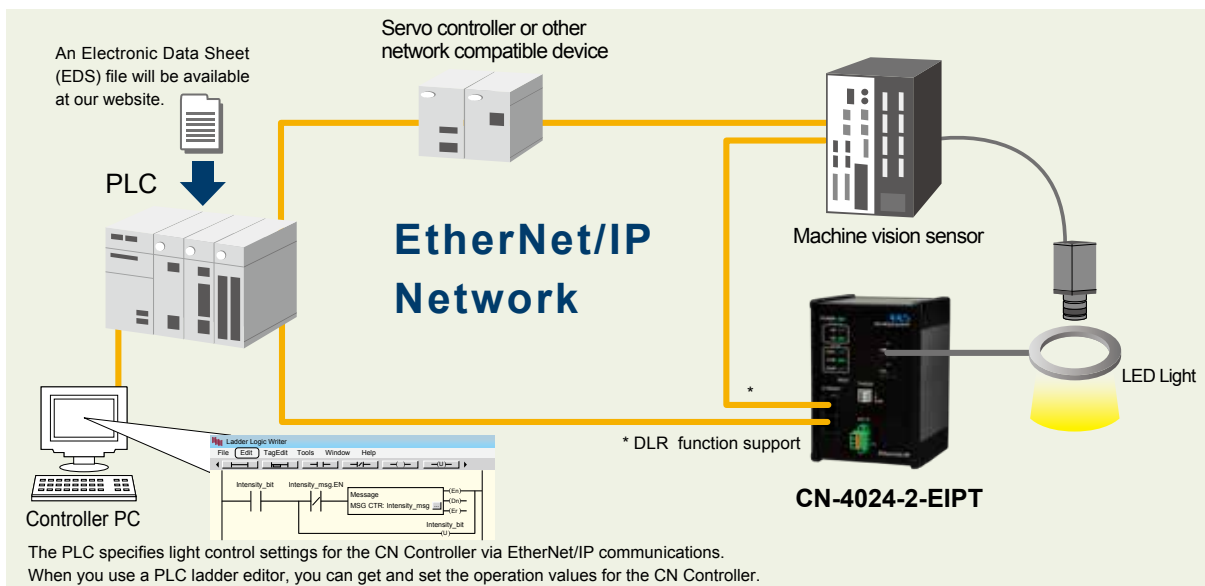 An Electronic Data Sheet
(EDS) file will be available
at our website.
Servo controller or other
network compatible device
PLC
EtherNet/IP
Network
Machine vision sensor
LED Light
*
* DLR function support
CN-4024-2-EIPT
Controller PC
Ladder Logic Writer
File Edit TagEdit Tools Window Help
Intensity_bit
Intensity_msg.EN
Message
MSG CTR: Intensity_msg
(En)
(Dn)
(Er)
Intensity_bit
(U)
The PLC specifies light control settings for the CN Controller via EtherNet/IP communications.
When you use a PLC ladder editor, you can get and set the operation values for the CN Controller.